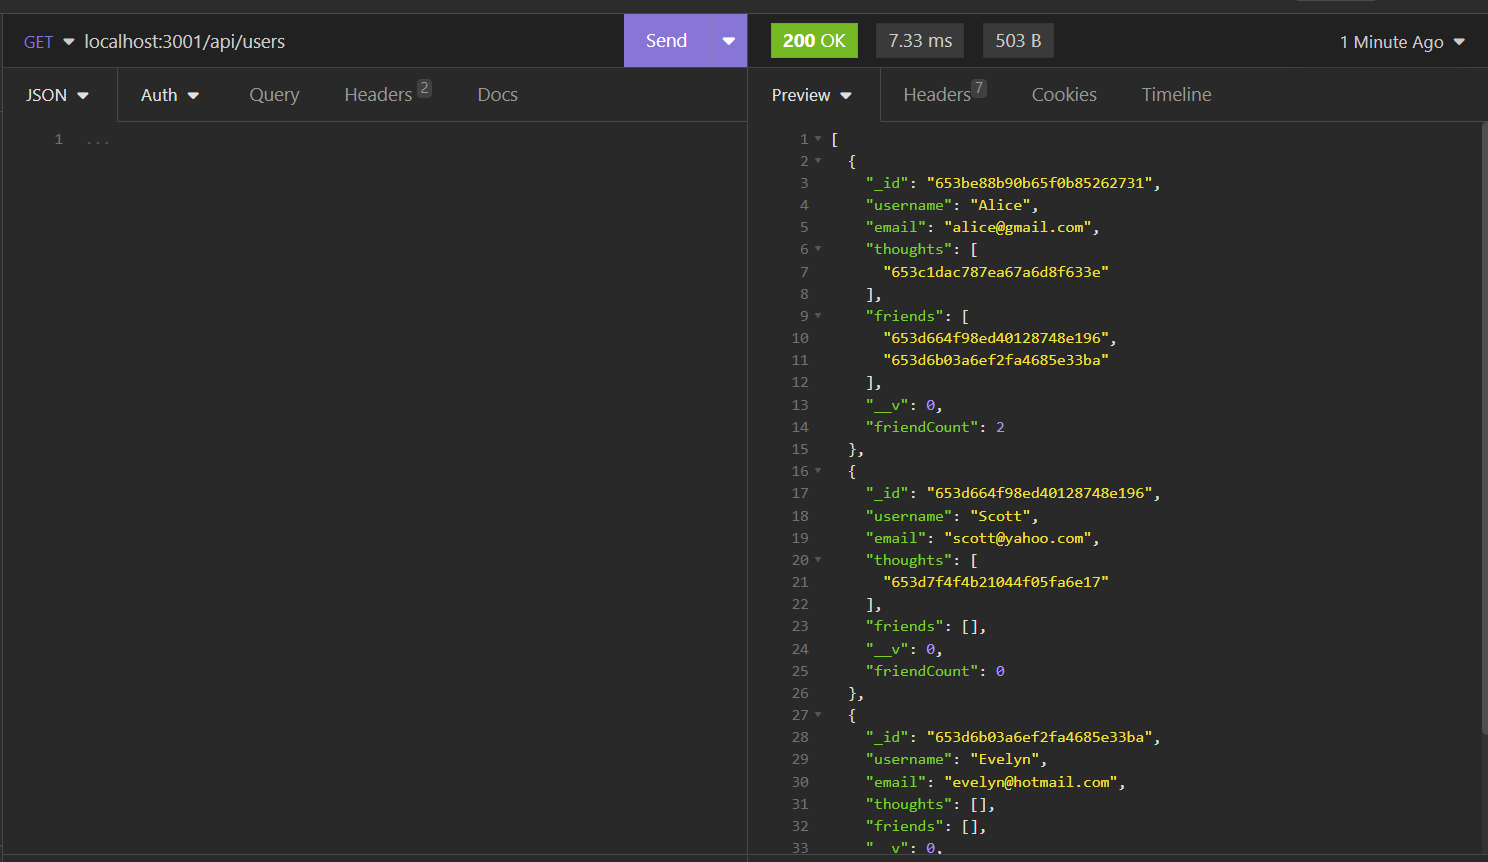 GET localhost:3001/api/users Send 200 OK 7.33 ms 503 B 1 Minute Ago
JSON Auth Query Headers 2 Docs Preview Headers 7 Cookies Timeline
1 ...
1 [
2 {
3 "_id": "653be88b90b65f0b85262731",
4 "username": "Alice",
5 "email": "alice@gmail.com",
6 "thoughts": [
7 "653c1dac787ea67a6d8f633e"
8 ],
9 "friends": [
10 "653d664f98ed40128748e196",
11 "653d6b03a6ef2fa4685e33ba"
12 ],
13 "__v": 0,
14 "friendCount": 2
15 },
16 {
17 "_id": "653d664f98ed40128748e196",
18 "username": "Scott",
19 "email": "scott@yahoo.com",
20 "thoughts": [
21 "653d7f4f4b21044f05fa6e17"
22 ],
23 "friends": [],
24 "__v": 0,
25 "friendCount": 0
26 },
27 {
28 "_id": "653d6b03a6ef2fa4685e33ba",
29 "username": "Evelyn",
30 "email": "evelyn@hotmail.com",
31 "thoughts": [],
32 "friends": [],
33 "__v": 0,